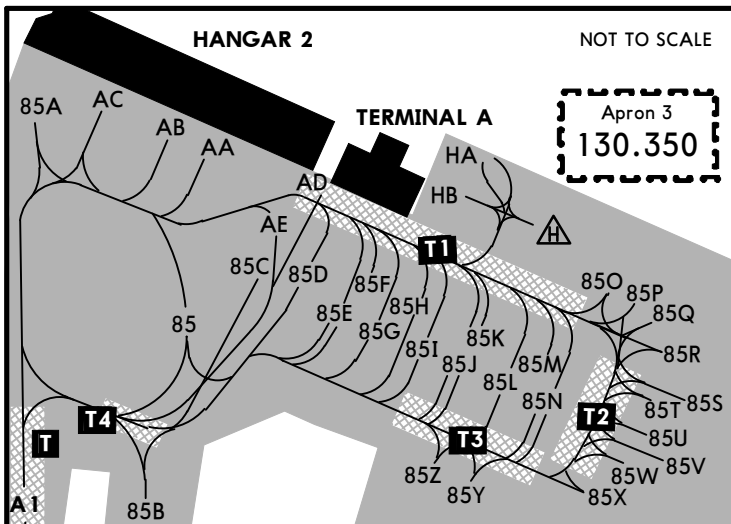 HANGAR 2
NOT TO SCALE
Apron 3
130.350
TERMINAL A
85A
AC
AB
AA
HA
HB
H
AD
AE
T1
85C
85D
85F
85E
85H
85G
85I
85K
85J
85L
85M
85N
85O
85P
85Q
85R
85
T4
T
T3
T2
85S
85T
85U
85V
85W
85X
85Z
85Y
85B
A1